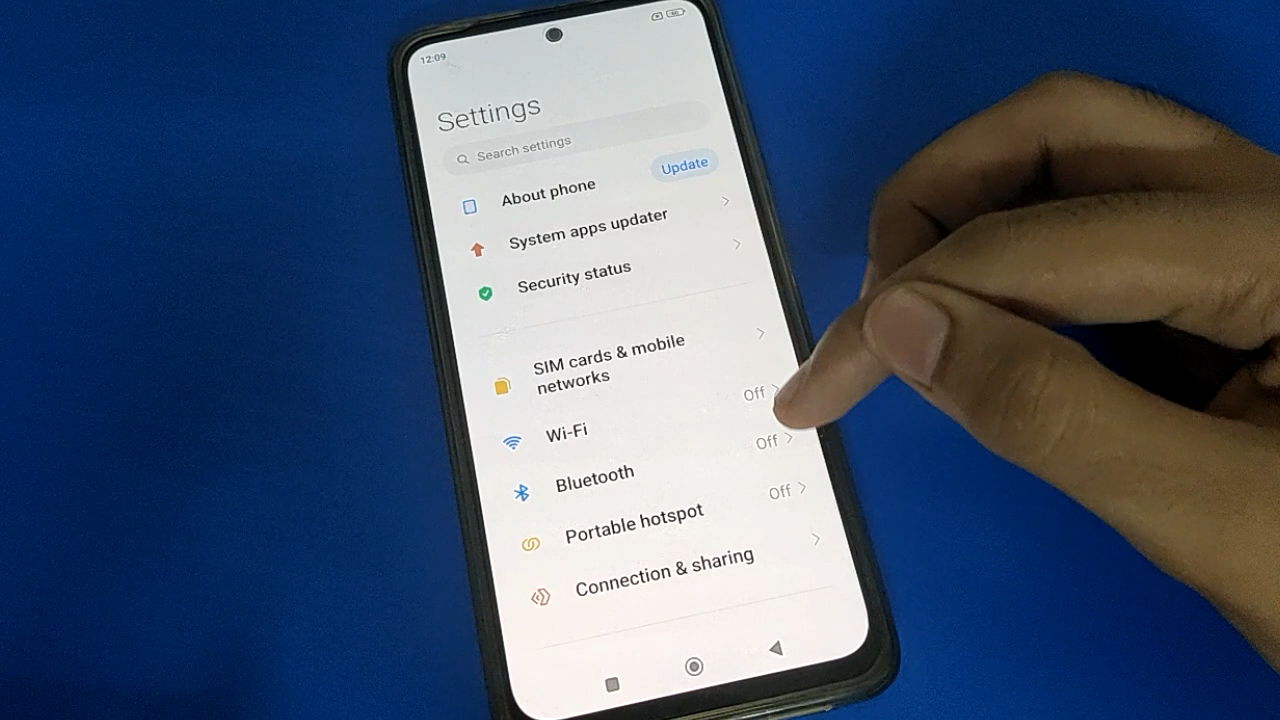 12:09
Settings
Search settings
About phone
Update
System apps updater
Security status
SIM cards & mobile
networks
Wi-Fi
Off
Bluetooth
Off
Portable hotspot
Off
Connection & sharing